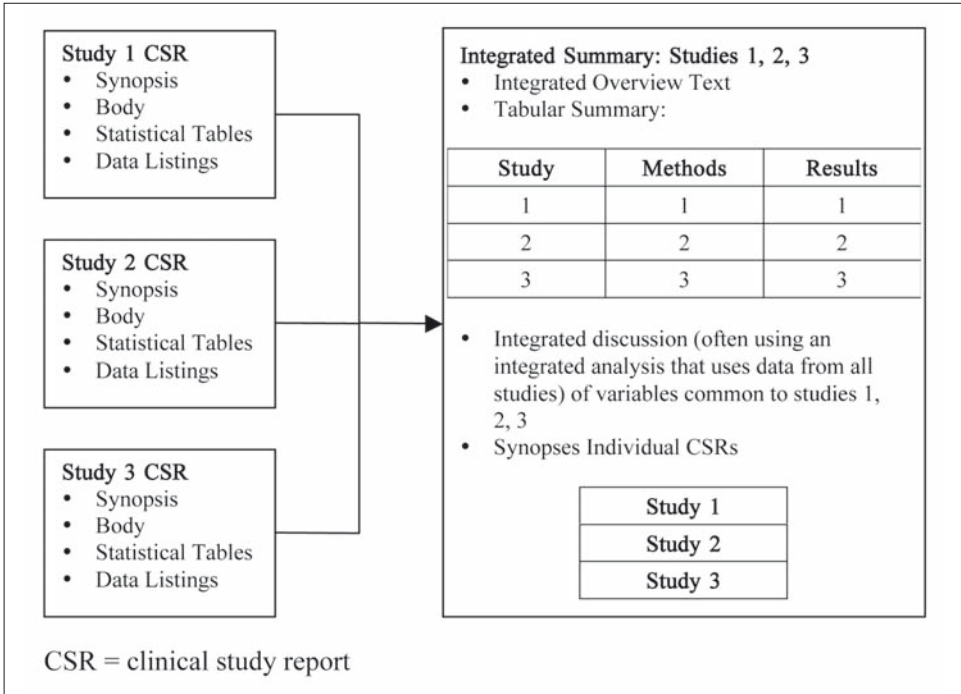 Study 1 CSR
• Synopsis
• Body
• Statistical Tables
• Data Listings
Study 2 CSR
• Synopsis
• Body
• Statistical Tables
• Data Listings
Study 3 CSR
• Synopsis
• Body
• Statistical Tables
• Data Listings
Integrated Summary: Studies 1, 2, 3
• Integrated Overview Text
• Tabular Summary:
Study Methods Results
1 1 1
2 2 2
3 3 3
• Integrated discussion (often using an
integrated analysis that uses data from all
studies) of variables common to studies 1,
2, 3
• Synopses Individual CSRs
Study 1
Study 2
Study 3
CSR = clinical study report